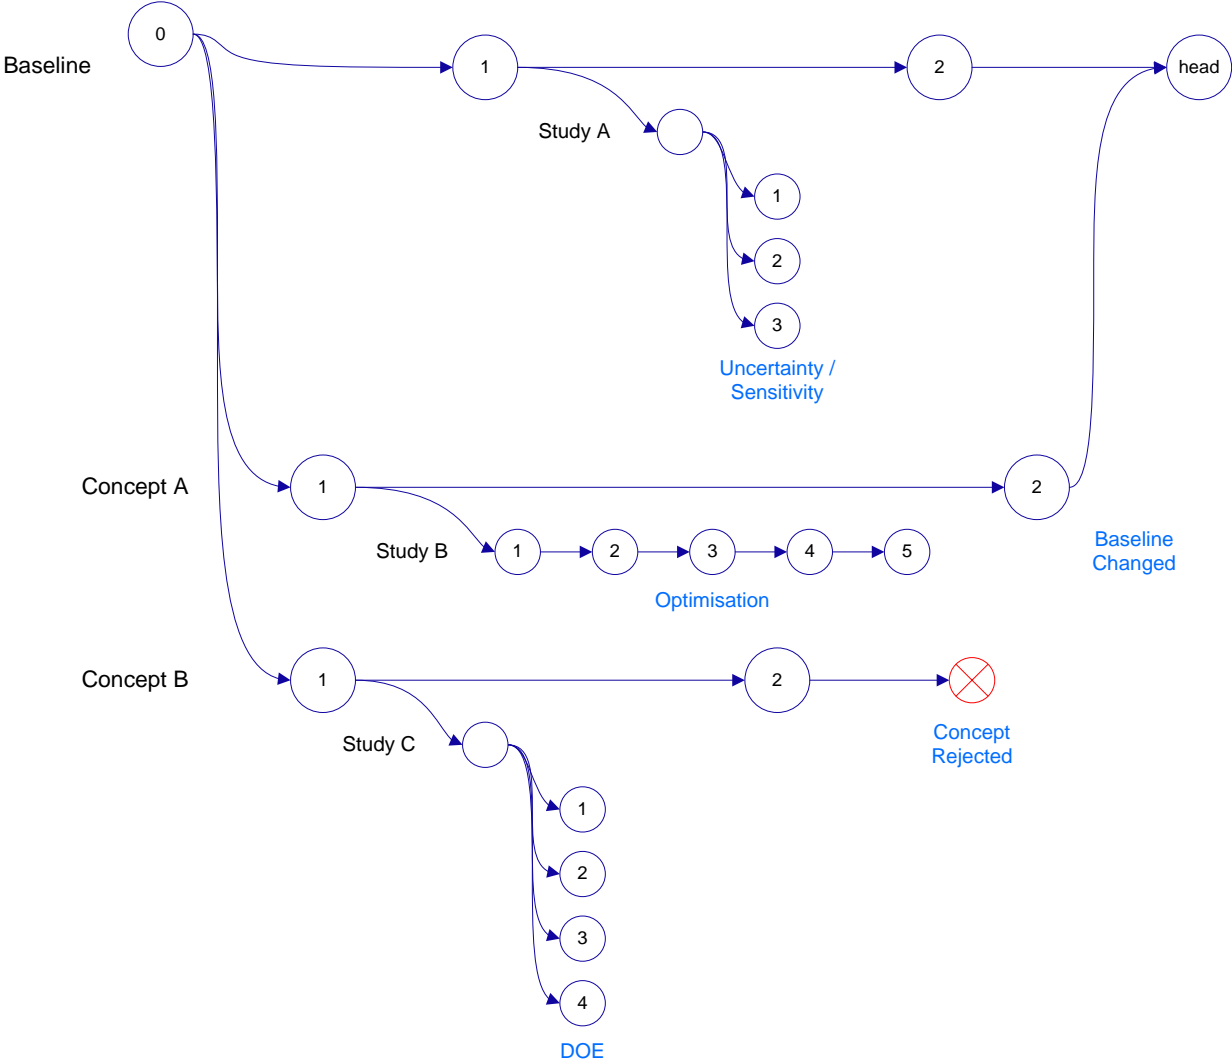 0
Baseline
1
2
head
Study A
1
2
3
Uncertainty /
Sensitivity
Concept A
1
2
Study B
1
2
3
4
5
Baseline
Changed
Optimisation
Concept B
1
2
Concept
Rejected
Study C
1
2
3
4
DOE